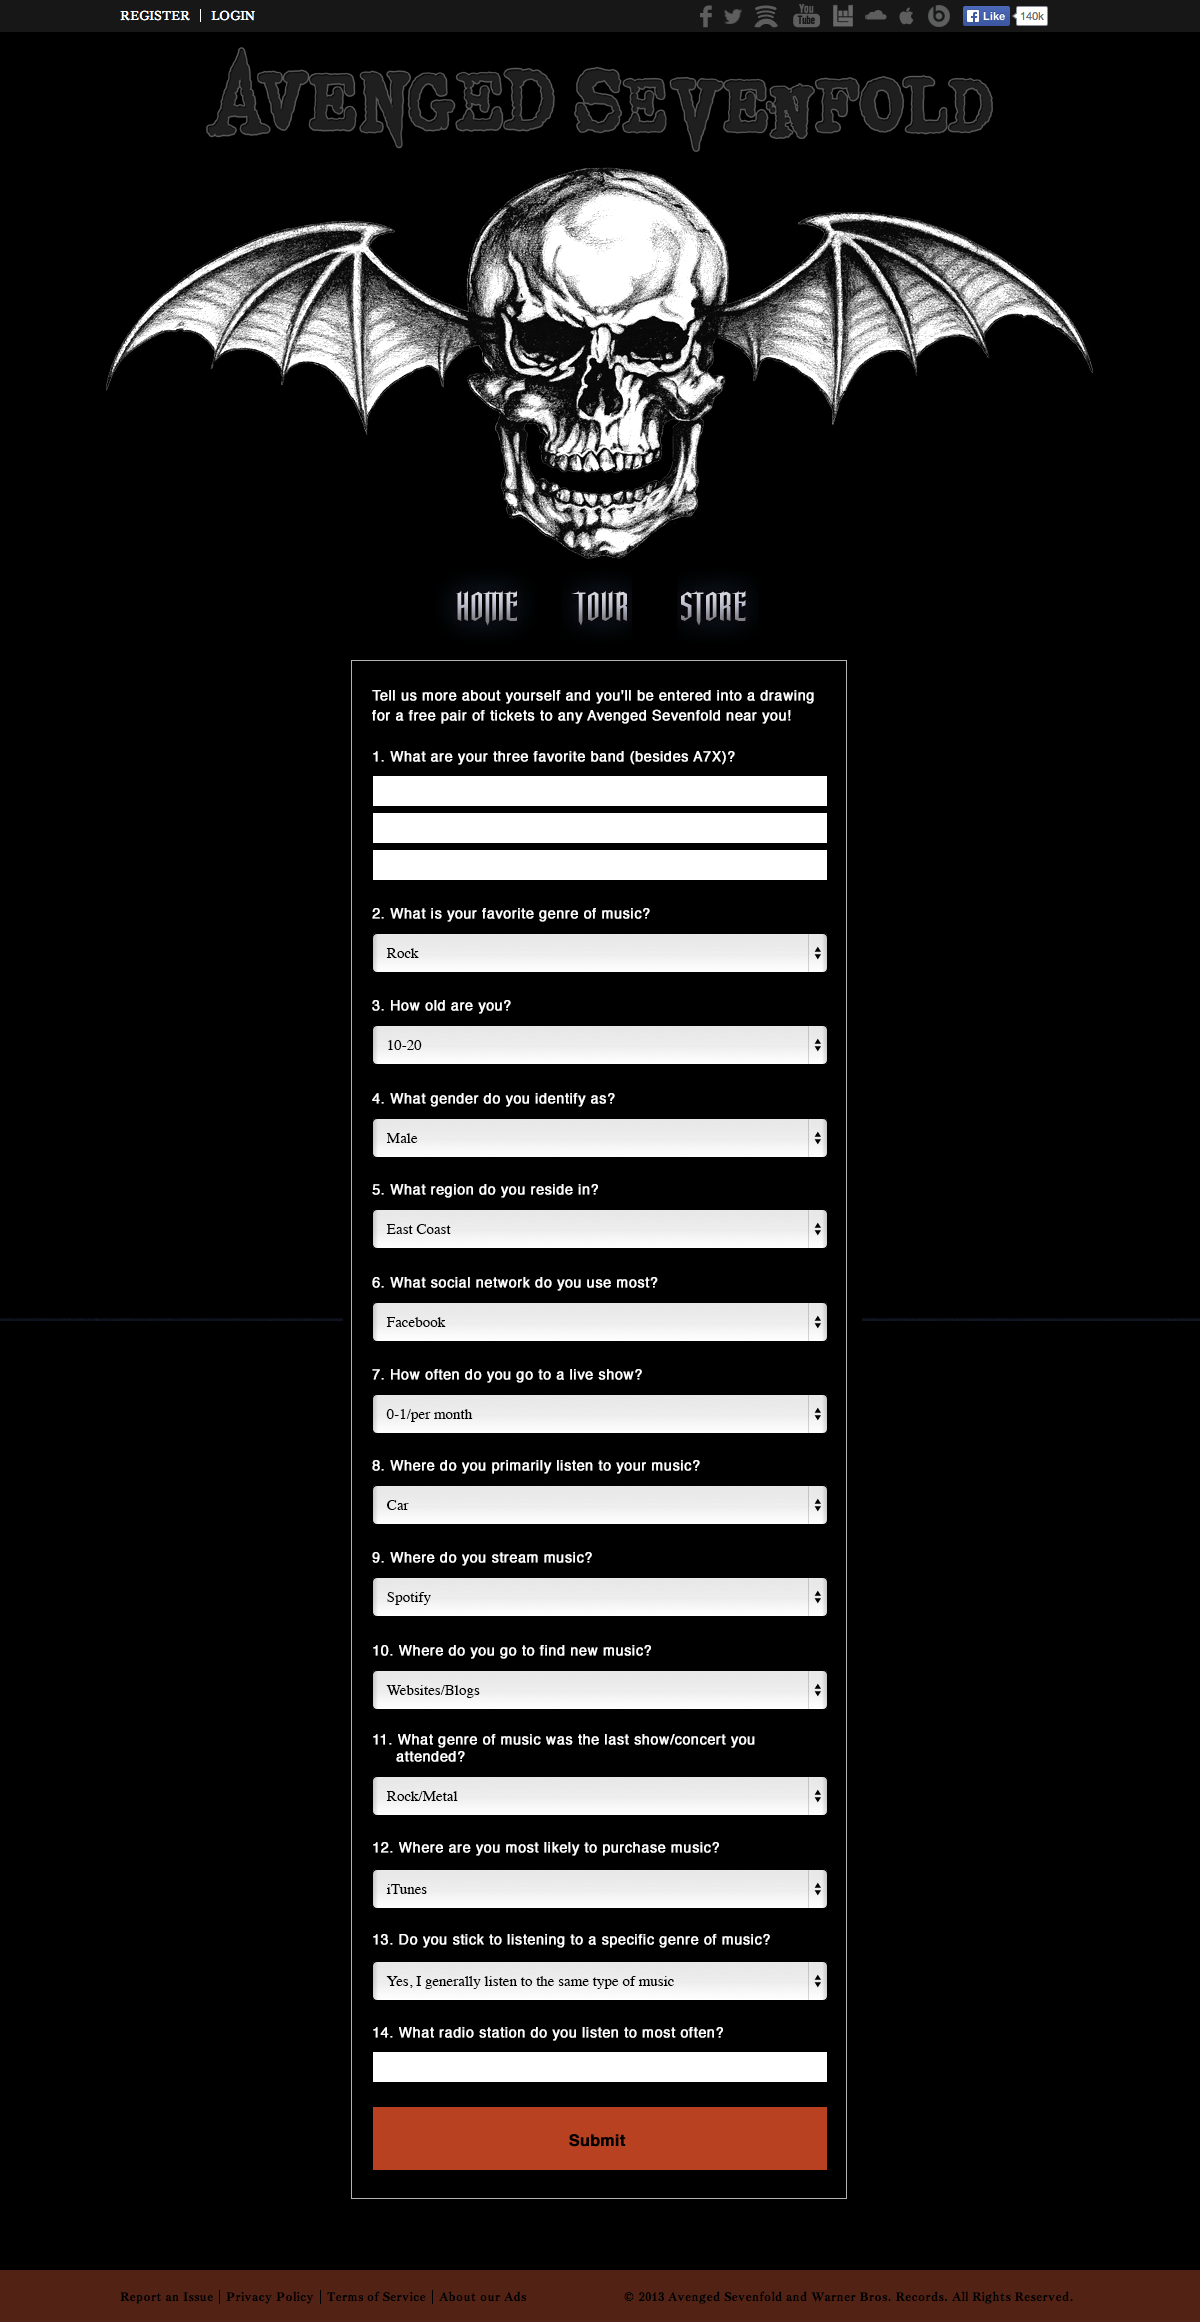 REGISTER | LOGIN
You Tube
Like 140k
AVENGED SEVENFOLD
HOME TOUR STORE
Tell us more about yourself and you'll be entered into a drawing
for a free pair of tickets to any Avenged Sevenfold near you!
1. What are your three favorite band (besides A7X)?
2. What is your favorite genre of music?
Rock
3. How old are you?
10-20
4. What gender do you identify as?
Male
5. What region do you reside in?
East Coast
6. What social network do you use most?
Facebook
7. How often do you go to a live show?
0-1/per month
8. Where do you primarily listen to your music?
Car
9. Where do you stream music?
Spotify
10. Where do you go to find new music?
Websites/Blogs
11. What genre of music was the last show/concert you
attended?
Rock/Metal
12. Where are you most likely to purchase music?
iTunes
13. Do you stick to listening to a specific genre of music?
Yes, I generally listen to the same type of music
14. What radio station do you listen to most often?
Submit
Report an Issue | Privacy Policy | Terms of Service | About our Ads
© 2013 Avenged Sevenfold and Warner Bros. Records. All Rights Reserved.